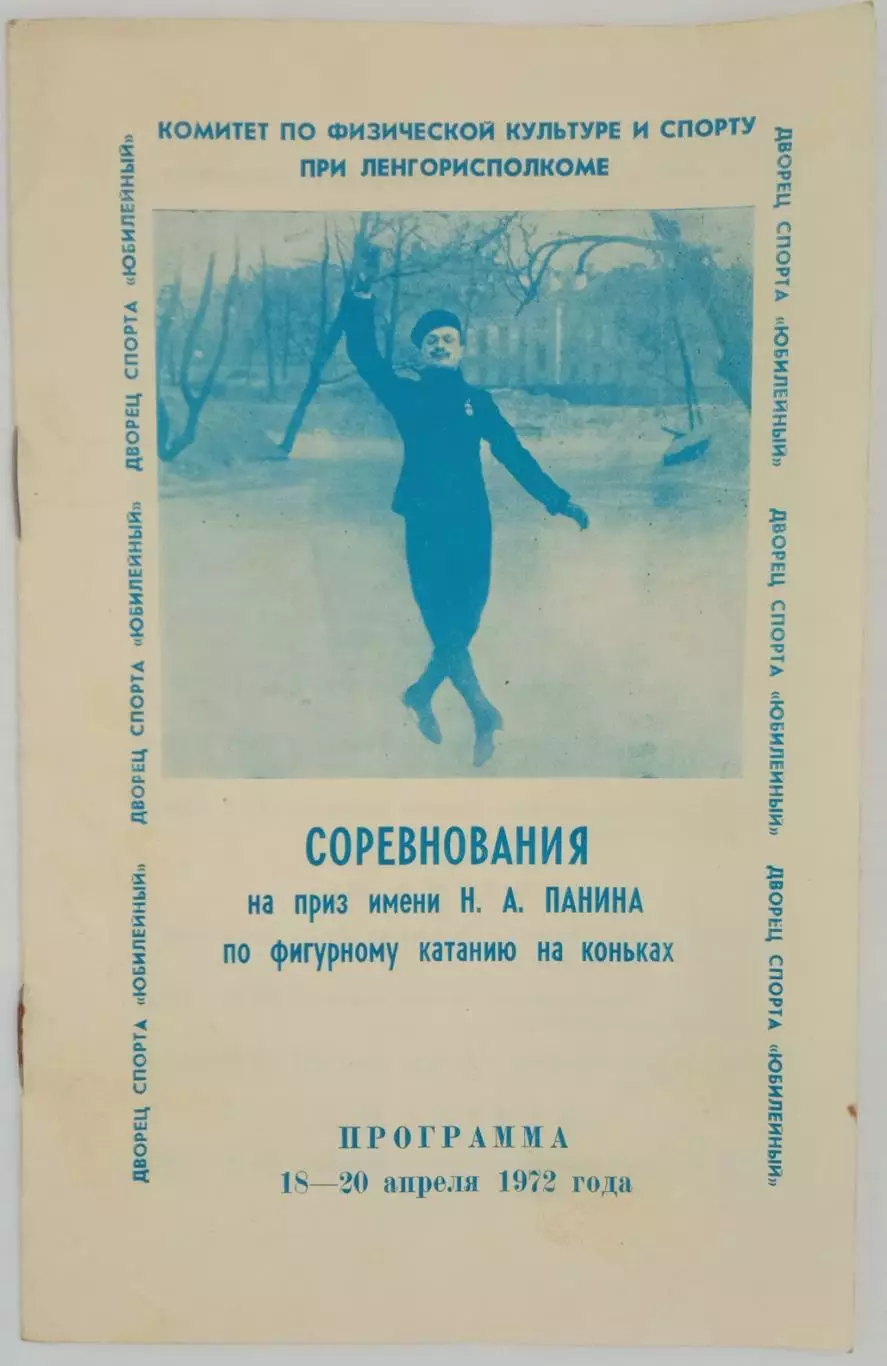 КОМИТЕТ ПО ФИЗИЧЕСКОЙ КУЛЬТУРЕ И СПОРТУ
ПРИ ЛЕНГОРИСПОЛКОМЕ
ДВОРЕЦ СПОРТА «ЮБИЛЕЙНЫЙ» ДВОРЕЦ СПОРТА «ЮБИЛЕЙНЫЙ» ДВОРЕЦ СПОРТА «ЮБИЛЕЙНЫЙ»
ДВОРЕЦ СПОРТА «ЮБИЛЕЙНЫЙ» ДВОРЕЦ СПОРТА «ЮБИЛЕЙНЫЙ» ДВОРЕЦ СПОРТА «ЮБИЛЕЙНЫЙ»
СОРЕВНОВАНИЯ
на приз имени Н. А. ПАНИНА
по фигурному катанию на коньках
ПРОГРАММА
18—20 апреля 1972 года